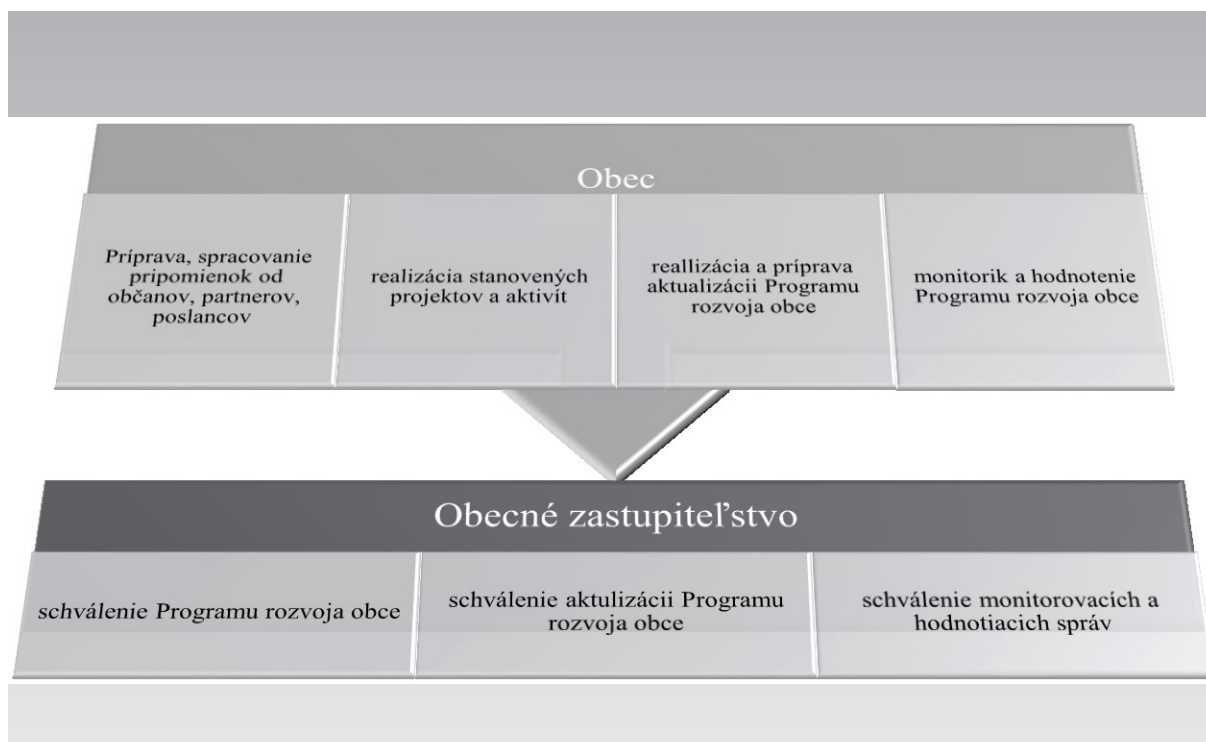 Obec
Príprava, spracovanie
pripomienok od
občanov, partnerov,
poslancov
realizácia stanovených
projektov a aktivít
reallizácia a príprava
aktualizácii Programu
rozvoja obce
monitorik a hodnotenie
Programu rozvoja obce
Obecné zastupiteľstvo
schválenie Programu rozvoja obce
schválenie aktulizácii Programu
rozvoja obce
schválenie monitorovacích a
hodnotiacich správ